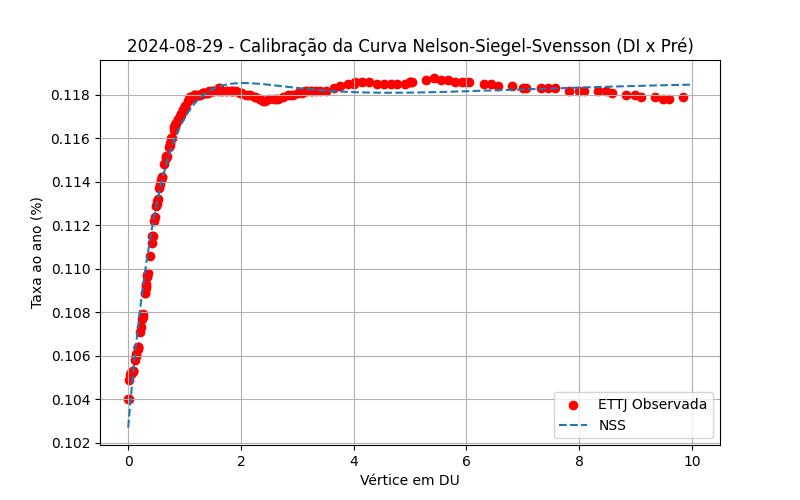 2024-08-29 - Calibração da Curva Nelson-Siegel-Svensson (DI x Pré)
Taxa ao ano (%)
0.118
0.116
0.114
0.112
0.110
0.108
0.106
0.104
0.102
ETTJ Observada
NSS
0 2 4 6 8 10
Vértice em DU